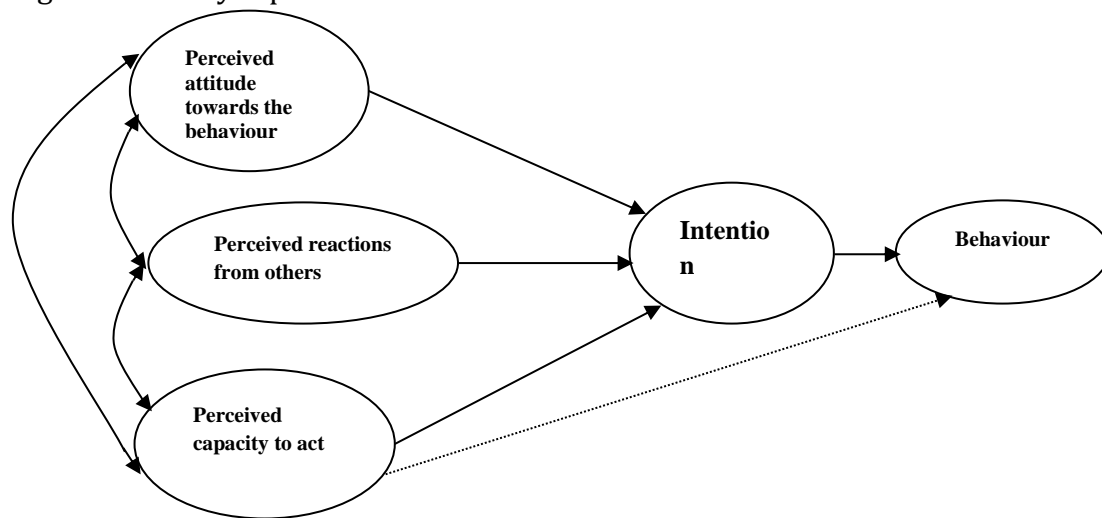 Perceived
attitude
towards the
behaviour
Perceived reactions
from others
Perceived
capacity to act
Intentio
n
Behaviour